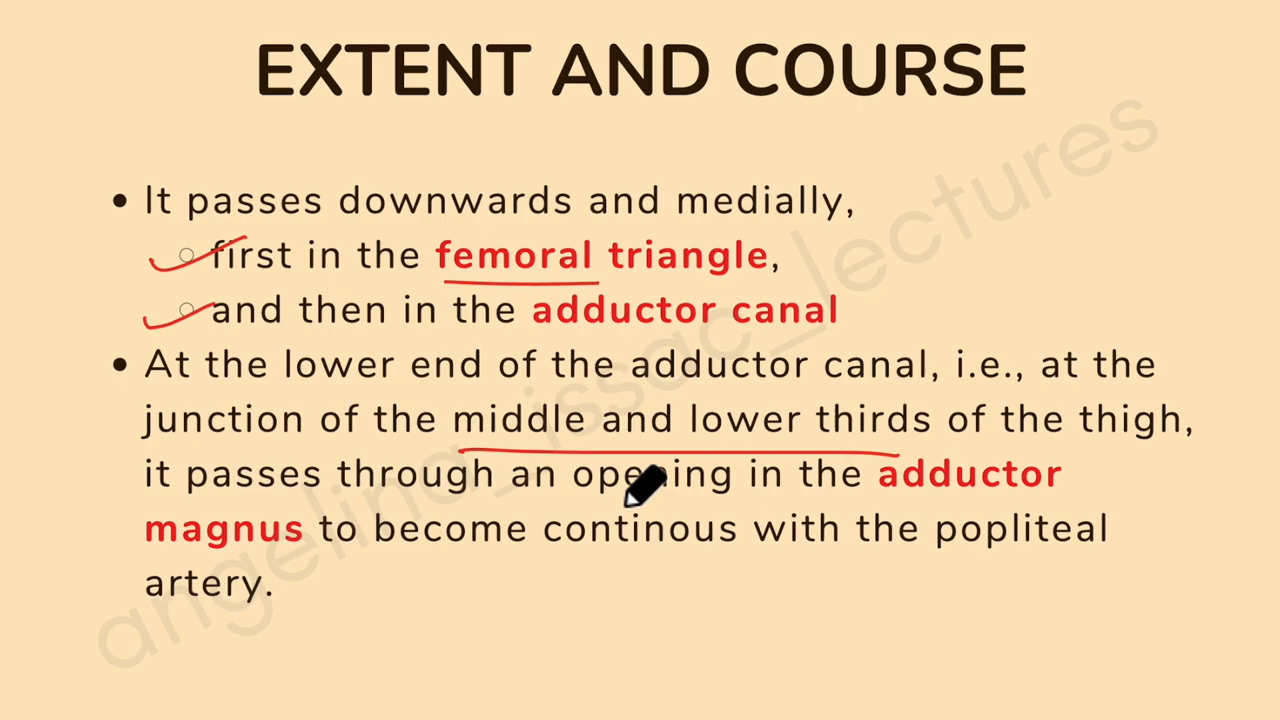 EXTENT AND COURSE
• It passes downwards and medially,
○ first in the femoral triangle,
○ and then in the adductor canal
• At the lower end of the adductor canal, i.e., at the
junction of the middle and lower thirds of the thigh,
it passes through an opening in the adductor
magnus to become continous with the popliteal
artery.
angelina_issac_lectures